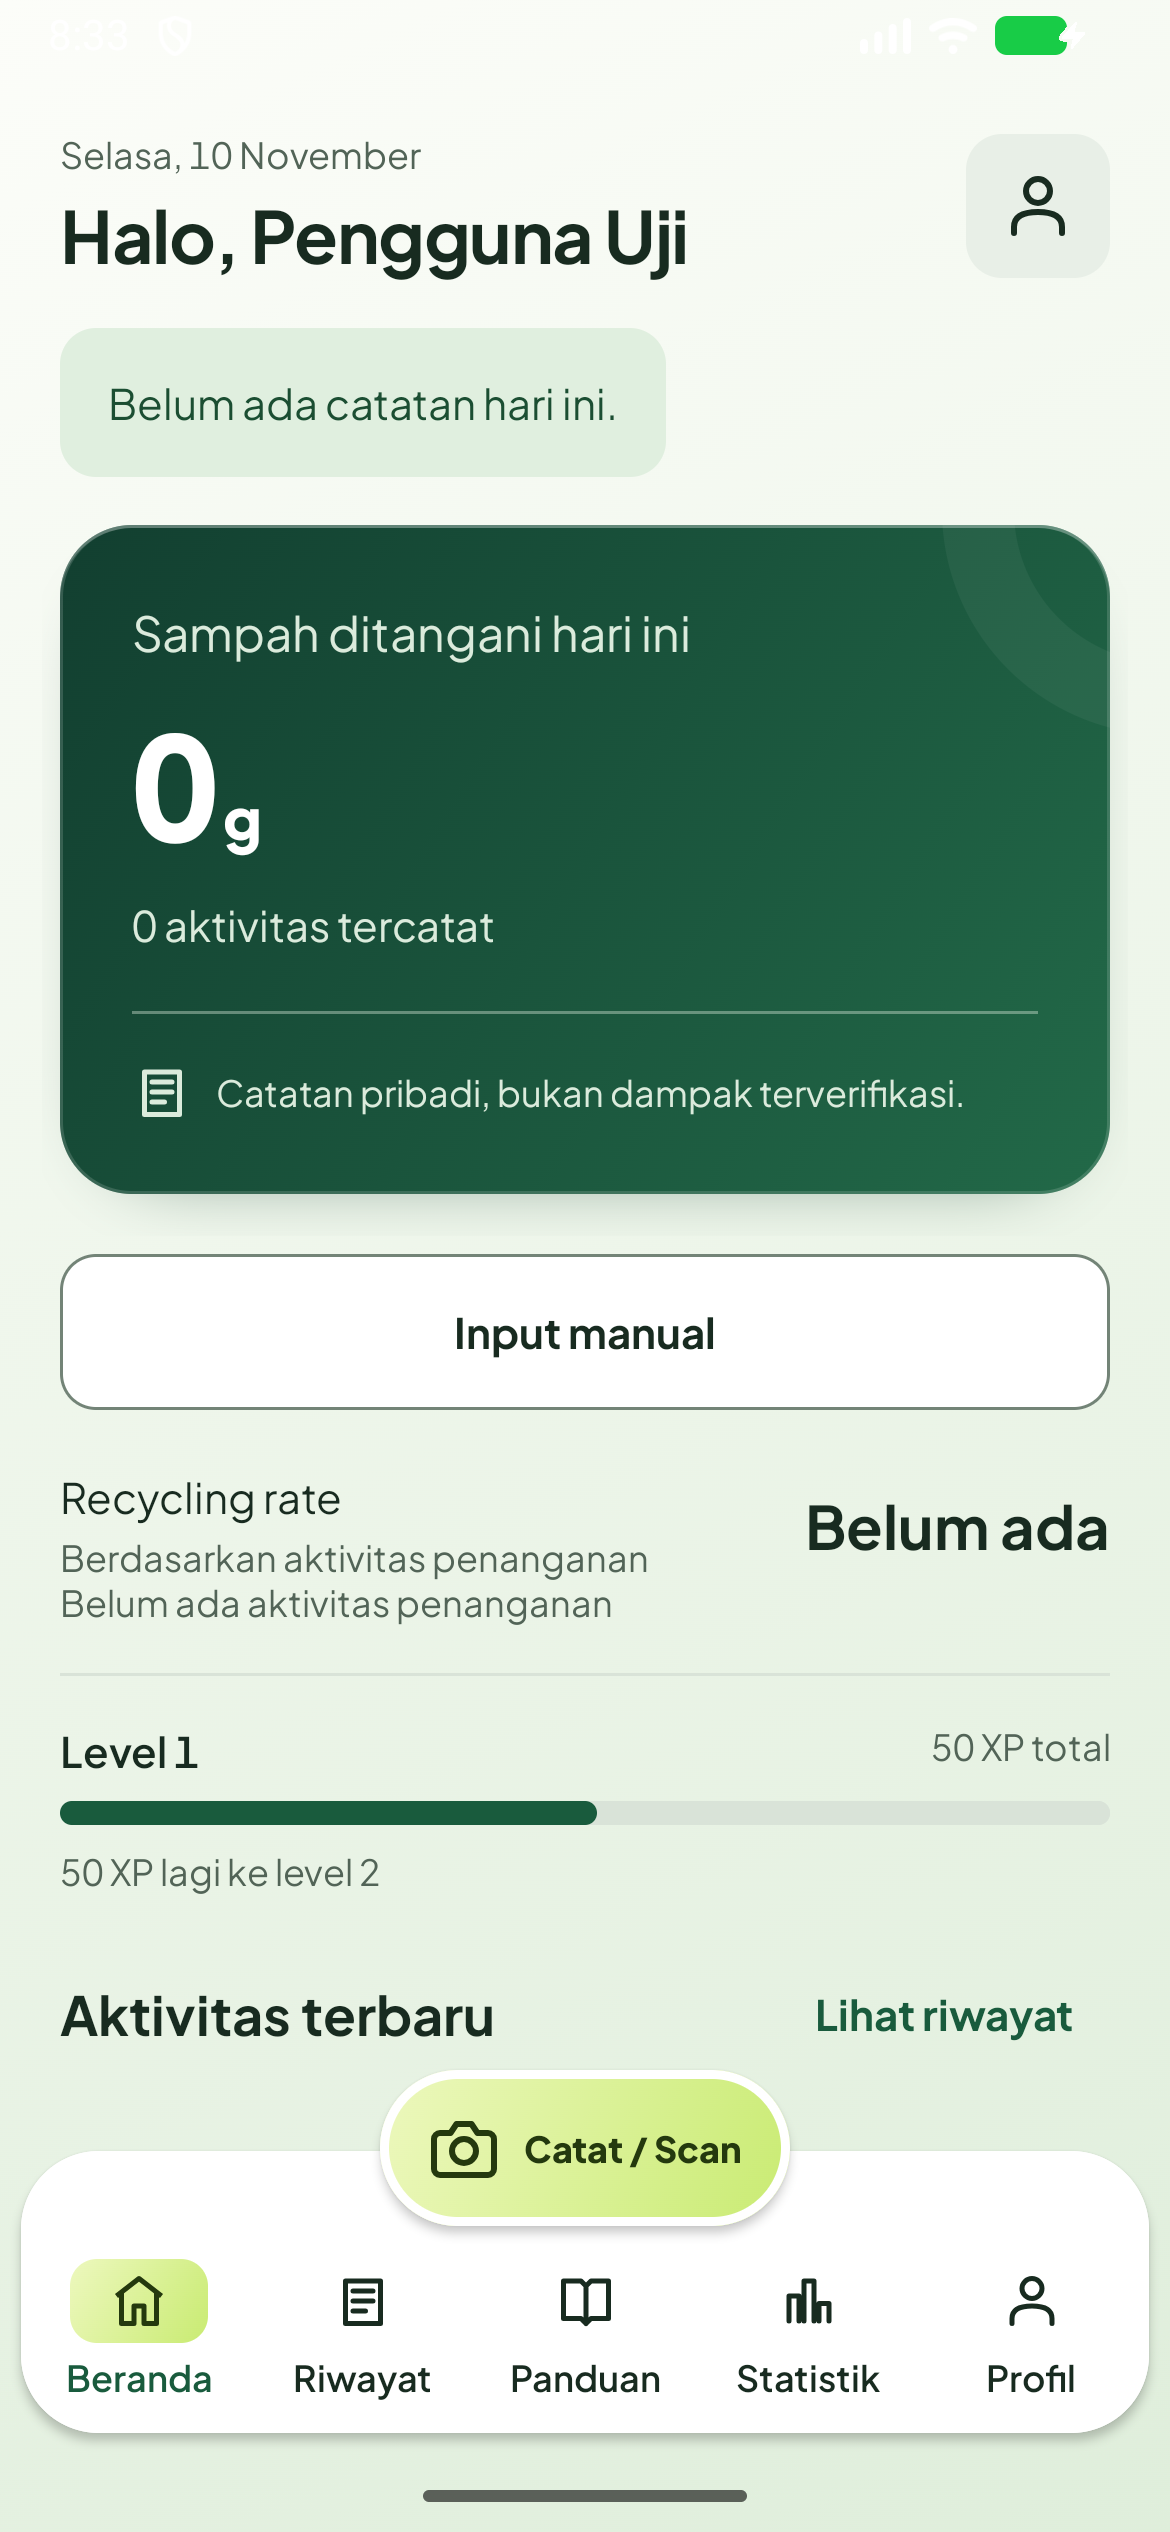 8:33
Selasa, 10 November
Halo, Pengguna Uji
Belum ada catatan hari ini.
Sampah ditangani hari ini
0 g
0 aktivitas tercatat
Catatan pribadi, bukan dampak terverifikasi.
Input manual
Recycling rate
Belum ada
Berdasarkan aktivitas penanganan
Belum ada aktivitas penanganan
Level 1
50 XP total
50 XP lagi ke level 2
Aktivitas terbaru
Lihat riwayat
Catat / Scan
Beranda
Riwayat
Panduan
Statistik
Profil